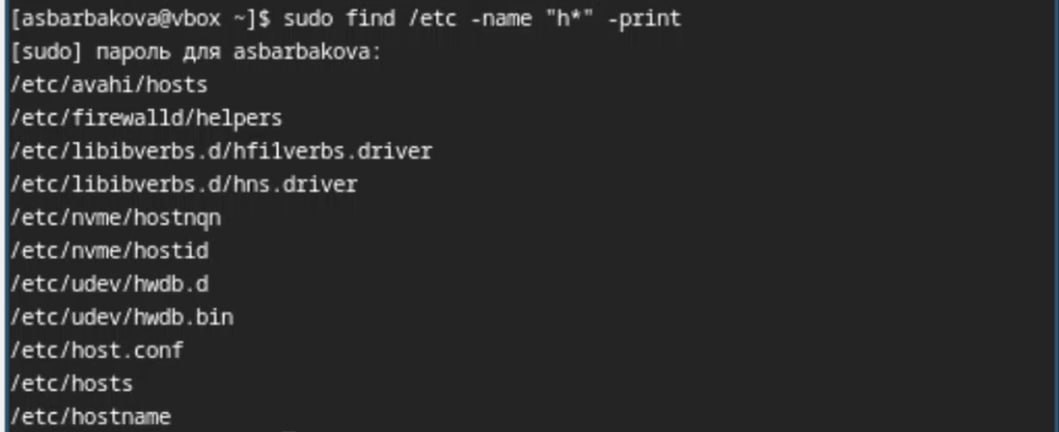 [asbarbakova@vbox ~]$ sudo find /etc -name "h*" -print
[sudo] пароль для asbarbakova:
/etc/avahi/hosts
/etc/firewalld/helpers
/etc/libibverbs.d/hfi1verbs.driver
/etc/libibverbs.d/hns.driver
/etc/nvme/hostnqn
/etc/nvme/hostid
/etc/udev/hwdb.d
/etc/udev/hwdb.bin
/etc/host.conf
/etc/hosts
/etc/hostname